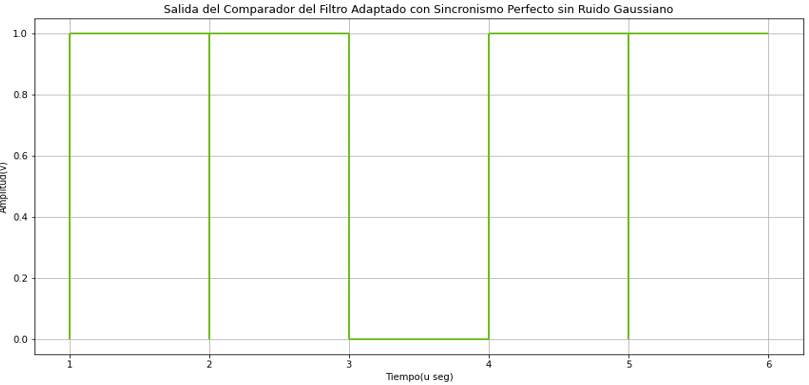 Salida del Comparador del Filtro Adaptado con Sincronismo Perfecto sin Ruido Gaussiano
1.0
0.8
0.6
0.4
0.2
0.0
Amplitud(v)
1 2 3 4 5 6
Tiempo(u seg)